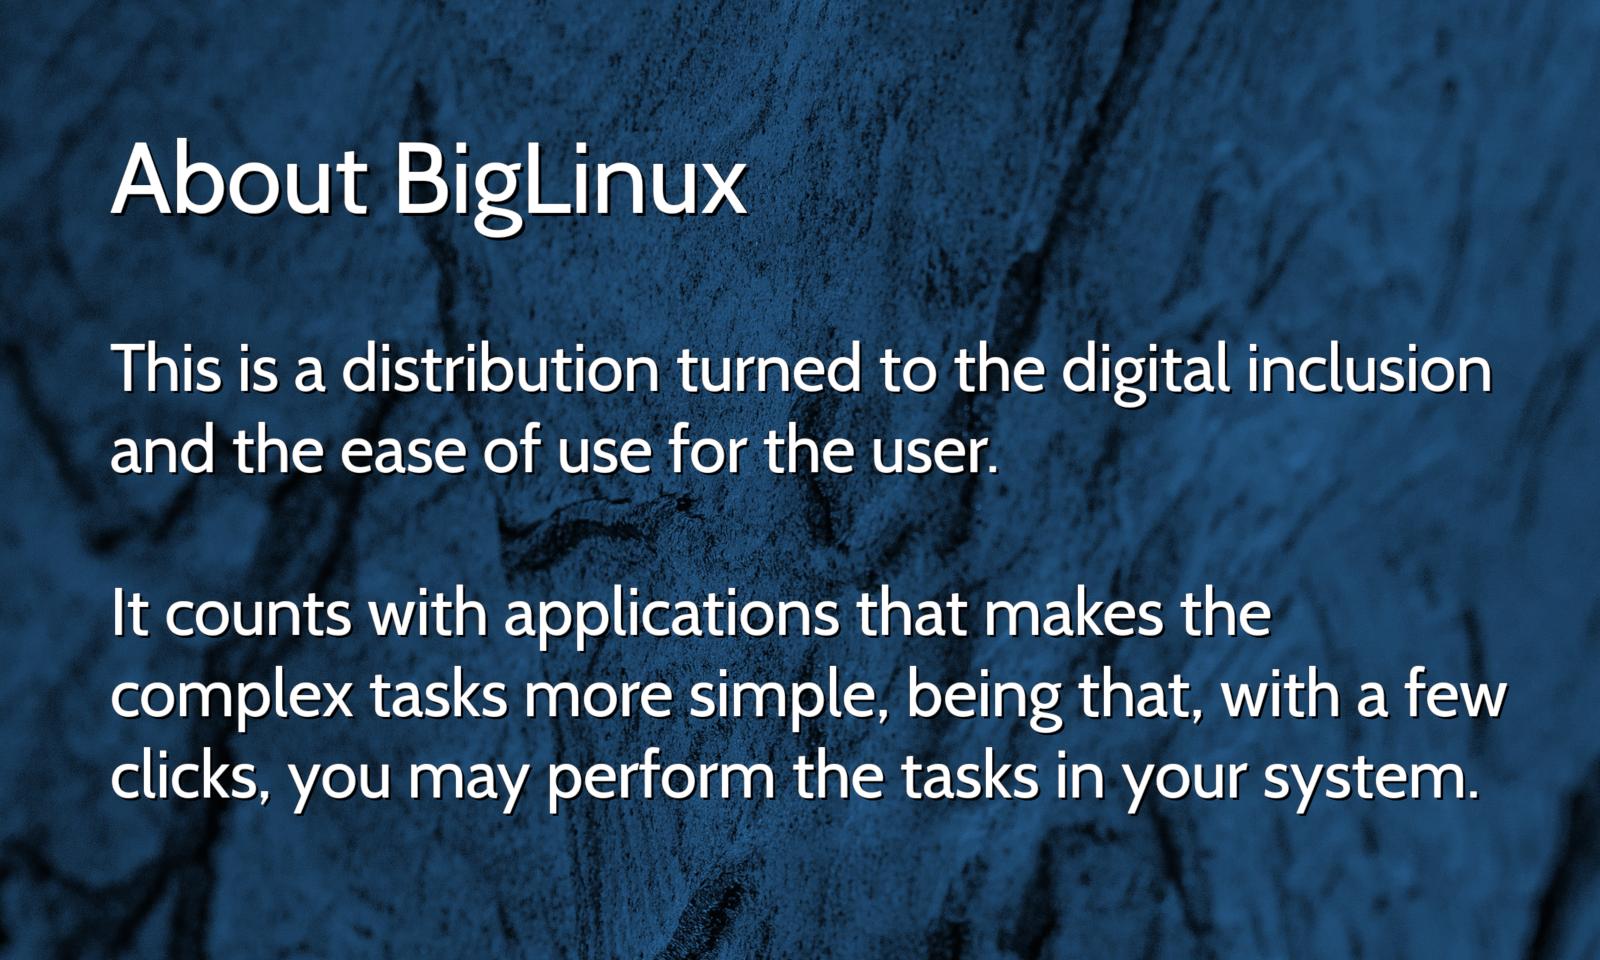 About BigLinux
This is a distribution turned to the digital inclusion
and the ease of use for the user.
It counts with applications that makes the
complex tasks more simple, being that, with a few
clicks, you may perform the tasks in your system.